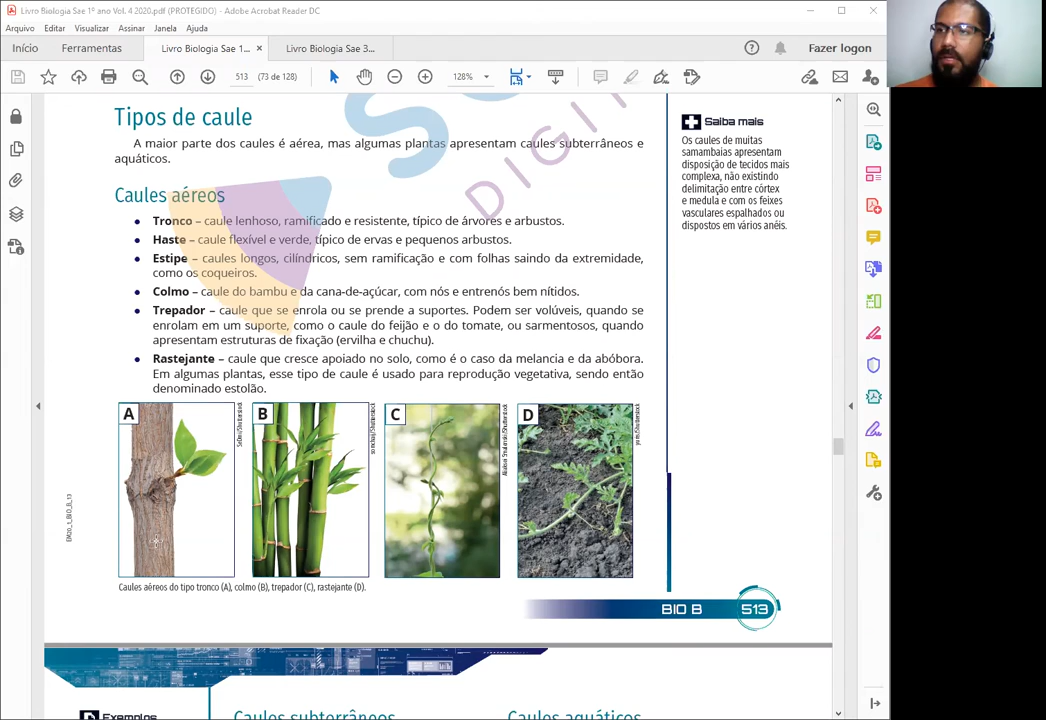 Livro Biologia Sae 1º ano Vol. 4 2020.pdf (PROTEGIDO) - Adobe Acrobat Reader DC
Arquivo Editar Visualizar Assinar Janela Ajuda
Início Ferramentas Livro Biologia Sae 1... × Livro Biologia Sae 3... Fazer logon
513 (73 de 128) 128%
Tipos de caule
A maior parte dos caules é aérea, mas algumas plantas apresentam caules subterrâneos e
aquáticos.
Caules aéreos
• Tronco – caule lenhoso, ramificado e resistente, típico de árvores e arbustos.
• Haste – caule flexível e verde, típico de ervas e pequenos arbustos.
• Estipe – caules longos, cilíndricos, sem ramificação e com folhas saindo da extremidade,
como os coqueiros.
• Colmo – caule do bambu e da cana-de-açúcar, com nós e entrenós bem nítidos.
• Trepador – caule que se enrola ou se prende a suportes. Podem ser volúveis, quando se
enrolam em um suporte, como o caule do feijão e o do tomate, ou sarmentosos, quando
apresentam estruturas de fixação (ervilha e chuchu).
• Rastejante – caule que cresce apoiado no solo, como é o caso da melancia e da abóbora.
Em algumas plantas, esse tipo de caule é usado para reprodução vegetativa, sendo então
denominado estolão.
A
B
C
D
Caules aéreos do tipo tronco (A), colmo (B), trepador (C), rastejante (D).
EM20_1_BIO_B_13
Saiba mais
Os caules de muitas
samambaias apresentam
disposição de tecidos mais
complexa, não existindo
delimitação entre córtex
e medula e com os feixes
vasculares espalhados ou
dispostos em vários anéis.
DIGI
BIO B 513
Exemplos
Caules subterrâneos
Caules aquáticos